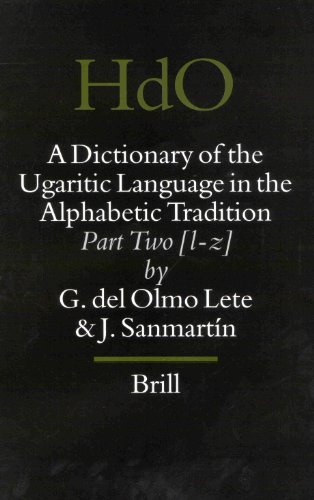 HdO
A Dictionary of the
Ugaritic Language in the
Alphabetic Tradition
Part Two [l-z]
by
G. del Olmo Lete
& J. Sanmartín
Brill